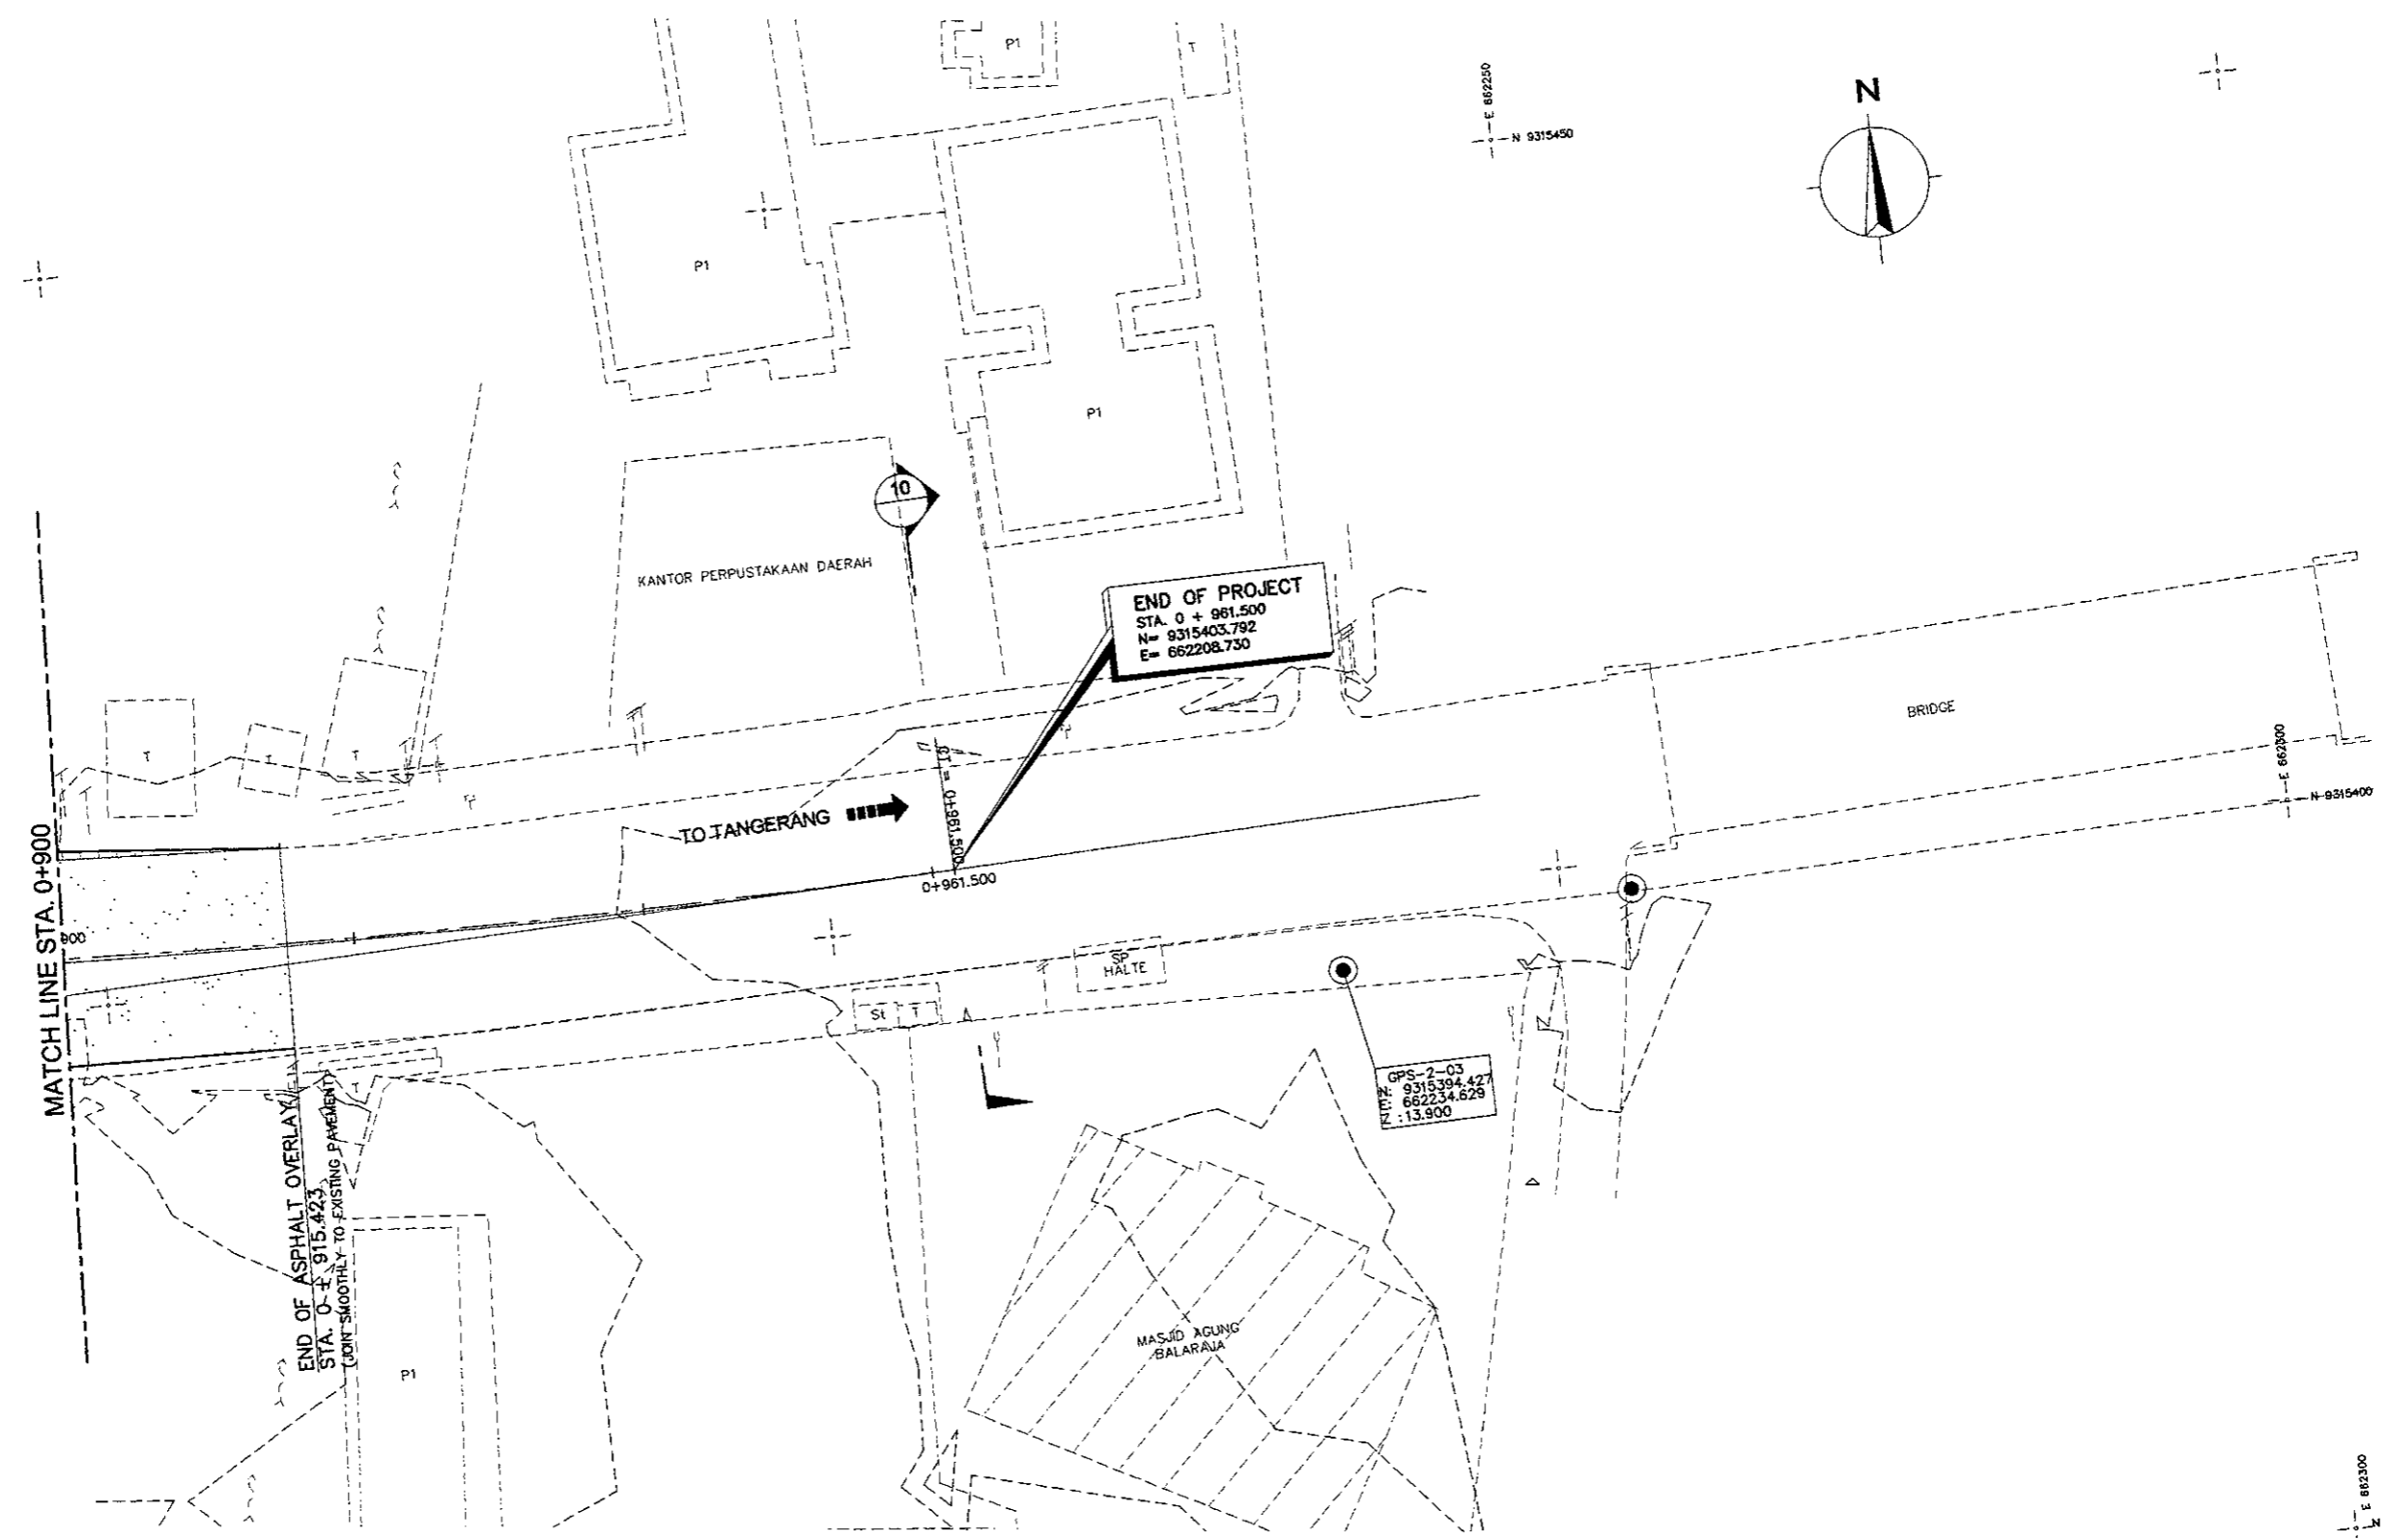 P1
T
E 662250
N 9315450
N
P1
P1
10
KANTOR PERPUSTAKAAN DAERAH
END OF PROJECT
STA. 0 + 961.500
N= 9315403.792
E= 662208.730
BRIDGE
E 662300
N 9315400
T
T
T
TO TANGERANG
CT = 0+961.500
0+961.500
MATCH LINE STA. 0+900
900
SP
HALTE
St
T
GPS-2-03
N: 9315394.427
E: 662234.629
Z : 13.900
T
END OF ASPHALT OVERLAY
STA. 0 + 915.423
(JOIN SMOOTHLY TO EXISTING PAVEMENT)
MASJID AGUNG
BALARAJA
P1
E 662300
N